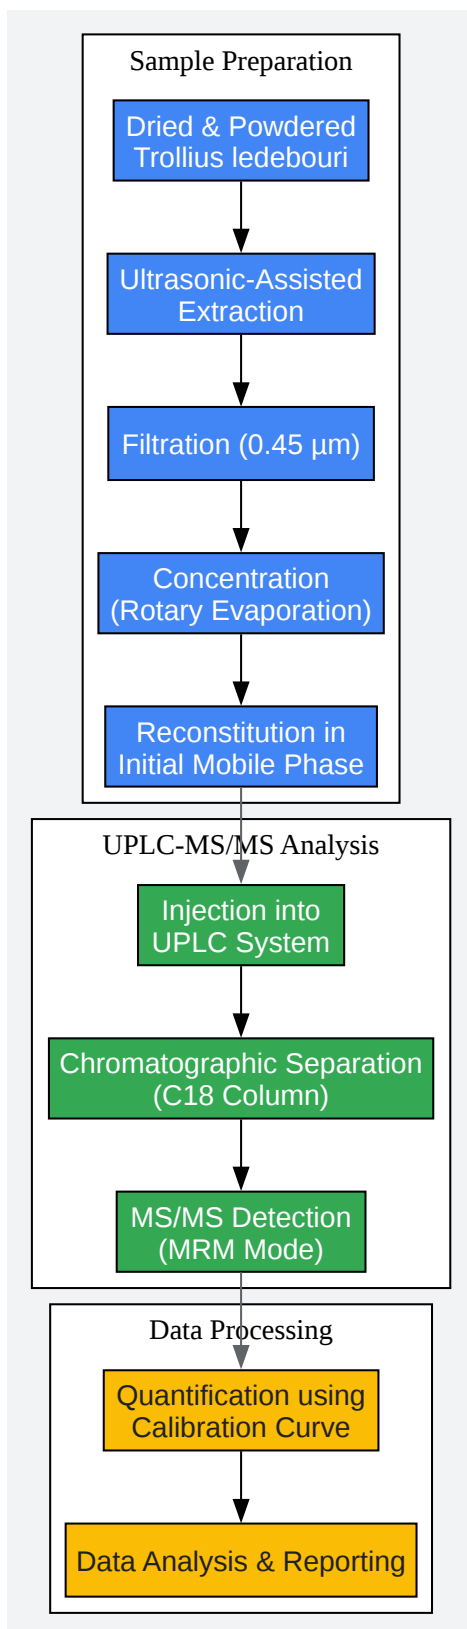 Sample Preparation
Dried & Powdered
Trollius ledebouri
Ultrasonic-Assisted
Extraction
Filtration (0.45 µm)
Concentration
(Rotary Evaporation)
Reconstitution in
Initial Mobile Phase
UPLC-MS/MS Analysis
Injection into
UPLC System
Chromatographic Separation
(C18 Column)
MS/MS Detection
(MRM Mode)
Data Processing
Quantification using
Calibration Curve
Data Analysis & Reporting